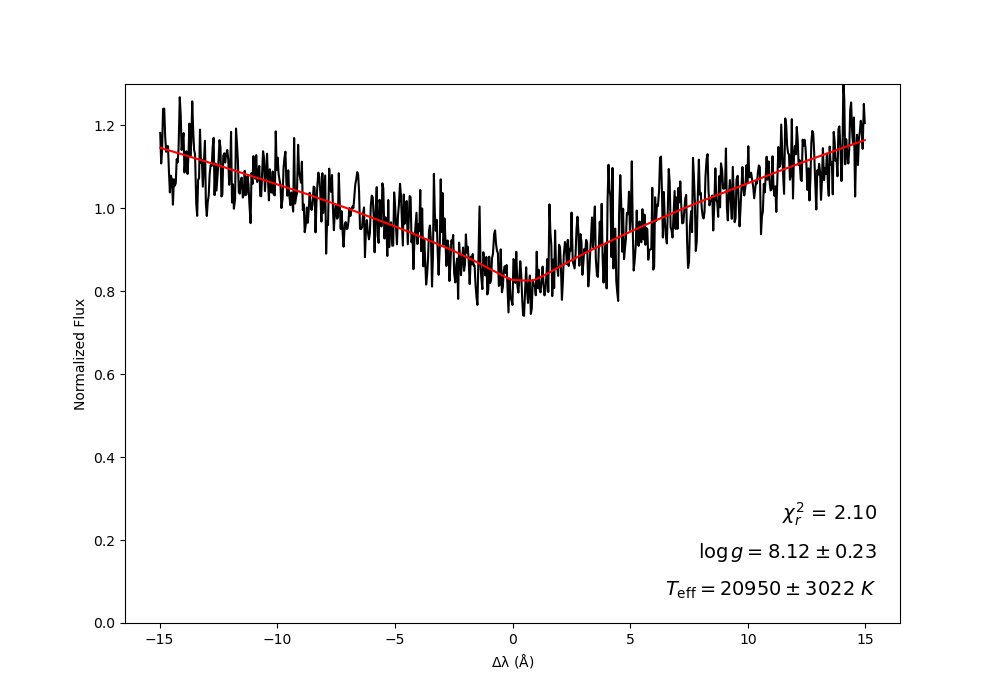 Normalized Flux
1.2
1.0
0.8
0.6
0.4
0.2
0.0
χ²ᵣ = 2.10
log g = 8.12 ± 0.23
T_eff = 20950 ± 3022 K
−15 −10 −5 0 5 10 15
Δλ (Å)